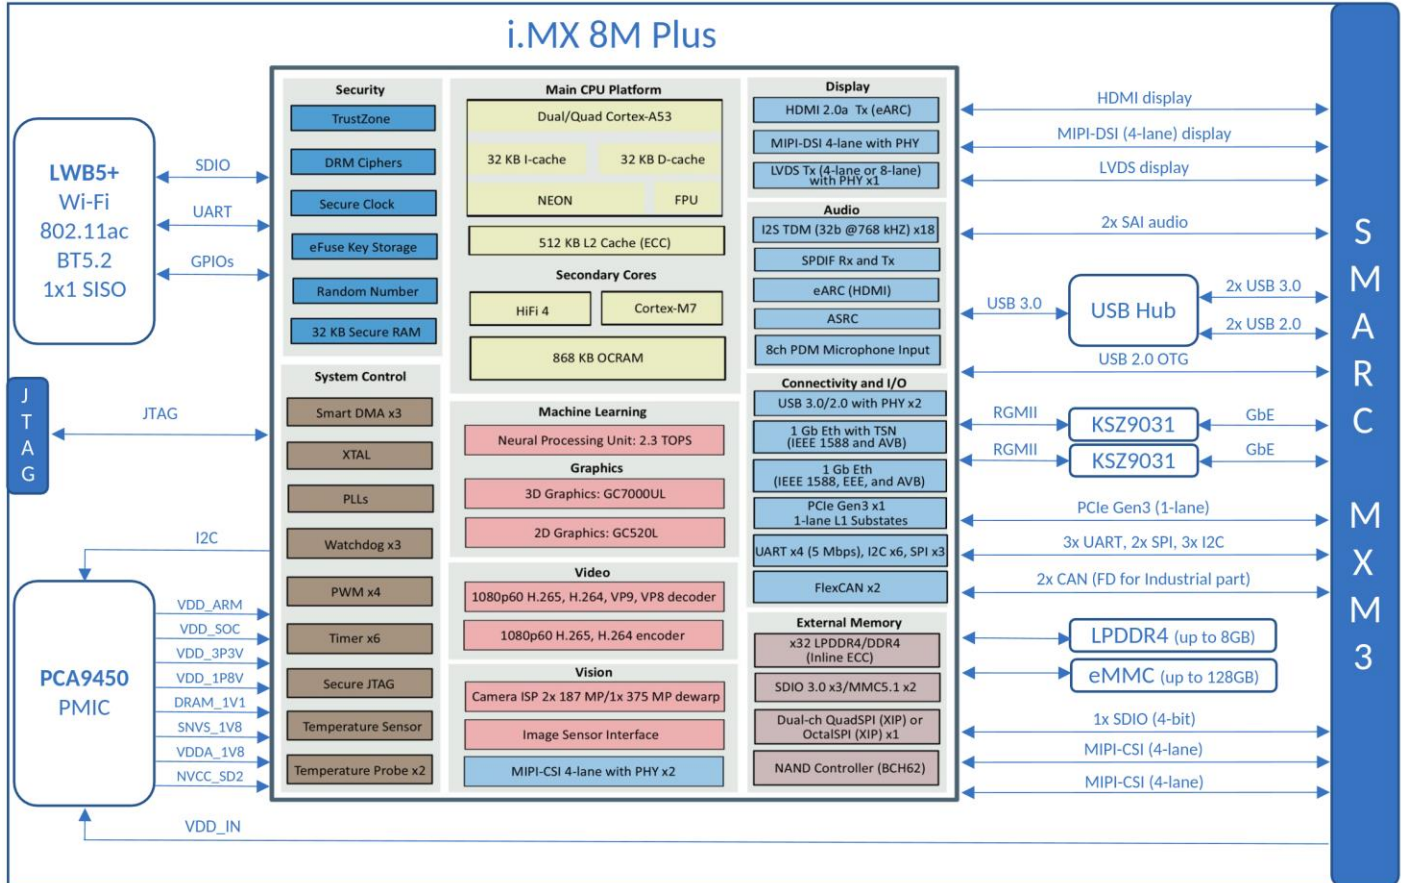 i.MX 8M Plus
LWB5+
Wi-Fi
802.11ac
BT5.2
1x1 SISO
SDIO
UART
GPIOs
JTAG
JTAG
I2C
PCA9450
PMIC
VDD_ARM
VDD_SOC
VDD_3P3V
VDD_1P8V
DRAM_1V1
SNVS_1V8
VDDA_1V8
NVCC_SD2
VDD_IN
Security
TrustZone
DRM Ciphers
Secure Clock
eFuse Key Storage
Random Number
32 KB Secure RAM
System Control
Smart DMA x3
XTAL
PLLs
Watchdog x3
PWM x4
Timer x6
Secure JTAG
Temperature Sensor
Temperature Probe x2
Main CPU Platform
Dual/Quad Cortex-A53
32 KB I-cache
32 KB D-cache
NEON
FPU
512 KB L2 Cache (ECC)
Secondary Cores
HiFi 4
Cortex-M7
868 KB OCRAM
Machine Learning
Neural Processing Unit: 2.3 TOPS
Graphics
3D Graphics: GC7000UL
2D Graphics: GC520L
Video
1080p60 H.265, H.264, VP9, VP8 decoder
1080p60 H.265, H.264 encoder
Vision
Camera ISP 2x 187 MP/1x 375 MP dewarp
Image Sensor Interface
MIPI-CSI 4-lane with PHY x2
Display
HDMI 2.0a Tx (eARC)
MIPI-DSI 4-lane with PHY
LVDS Tx (4-lane or 8-lane)
with PHY x1
Audio
I2S TDM (32b @768 kHZ) x18
SPDIF Rx and Tx
eARC (HDMI)
ASRC
8ch PDM Microphone Input
Connectivity and I/O
USB 3.0/2.0 with PHY x2
1 Gb Eth with TSN
(IEEE 1588 and AVB)
1 Gb Eth
(IEEE 1588, EEE, and AVB)
PCIe Gen3 x1
1-lane L1 Substates
UART x4 (5 Mbps), I2C x6, SPI x3
FlexCAN x2
External Memory
x32 LPDDR4/DDR4
(Inline ECC)
SDIO 3.0 x3/MMC5.1 x2
Dual-ch QuadSPI (XIP) or
OctalSPI (XIP) x1
NAND Controller (BCH62)
HDMI display
MIPI-DSI (4-lane) display
LVDS display
2x SAI audio
USB 3.0
USB Hub
2x USB 3.0
2x USB 2.0
USB 2.0 OTG
RGMII
KSZ9031
GbE
RGMII
KSZ9031
GbE
PCIe Gen3 (1-lane)
3x UART, 2x SPI, 3x I2C
2x CAN (FD for Industrial part)
LPDDR4 (up to 8GB)
eMMC (up to 128GB)
1x SDIO (4-bit)
MIPI-CSI (4-lane)
MIPI-CSI (4-lane)
SMARC MXM3